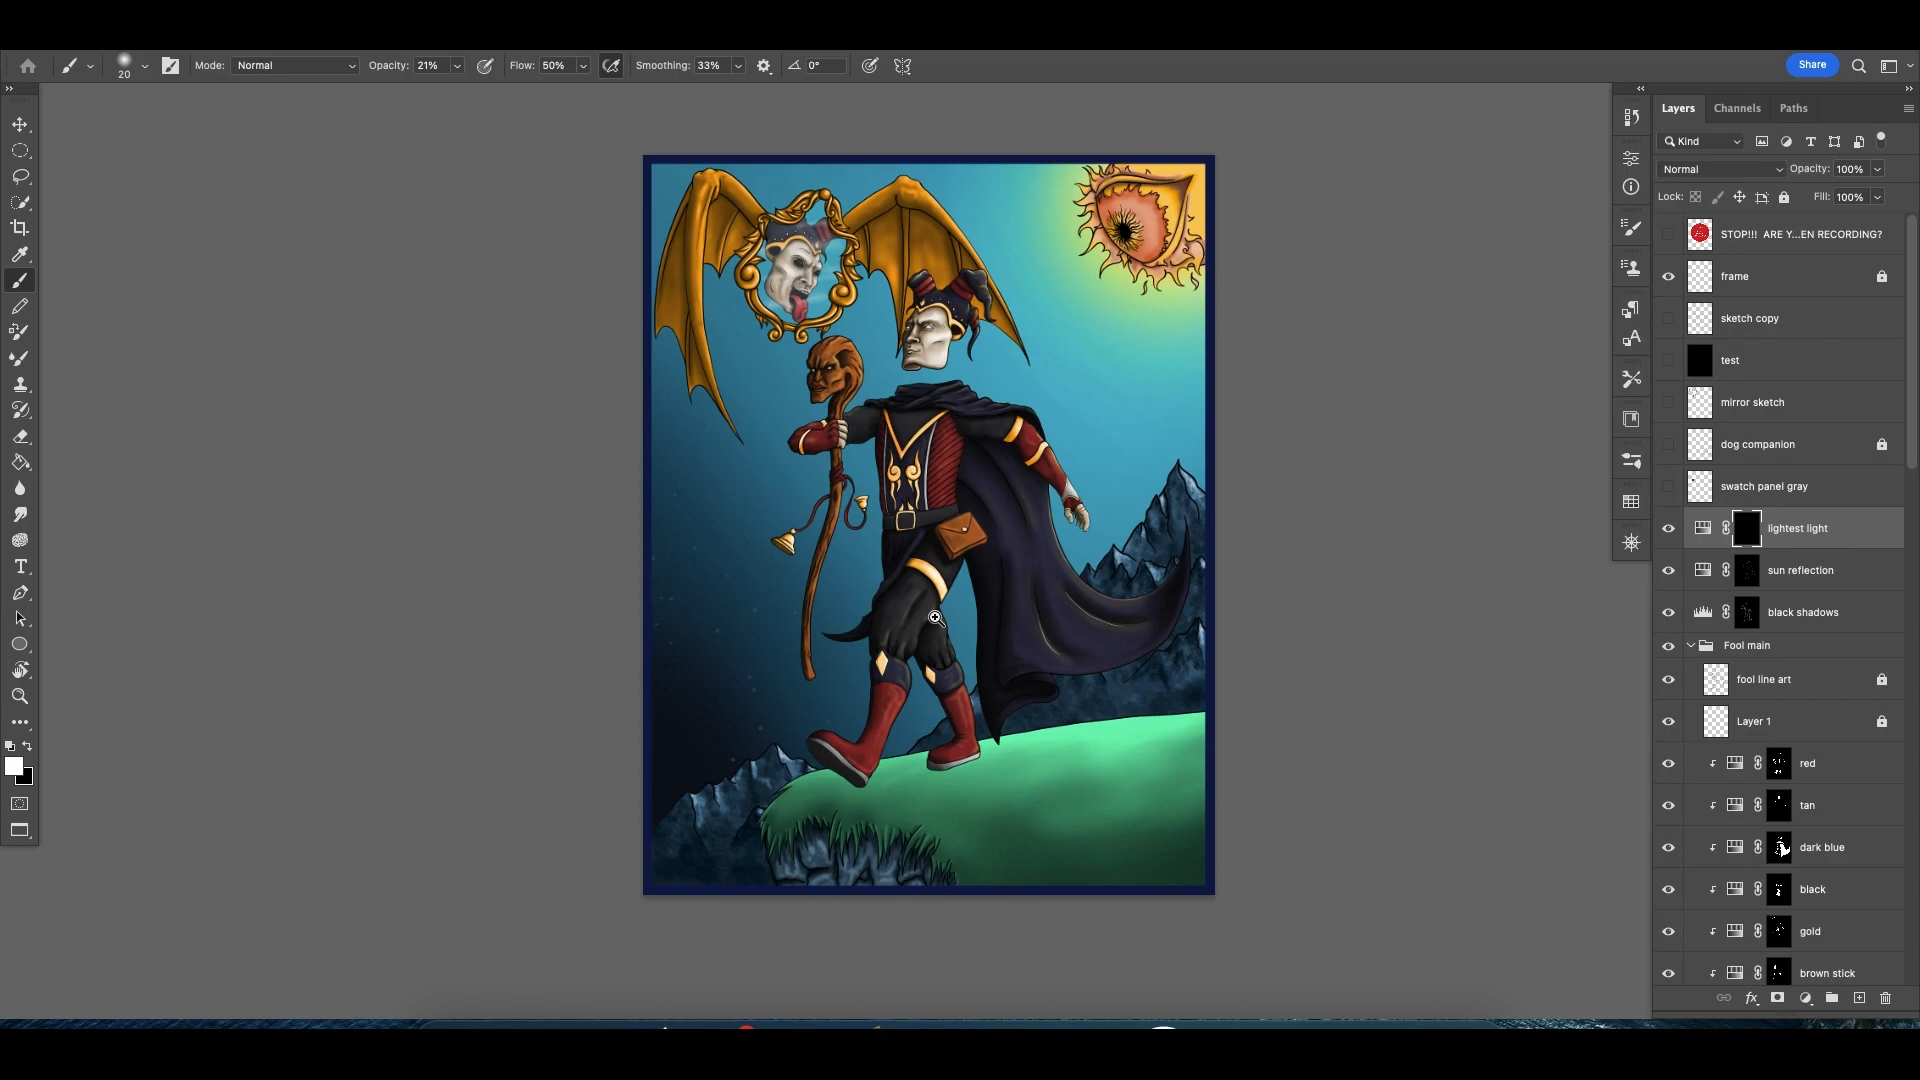 20
Mode: Normal
Opacity: 21%
Flow: 50%
Smoothing: 33%
0°
Share
Layers Channels Paths
Kind
Normal
Opacity: 100%
Lock:
Fill: 100%
STOP!!! ARE Y...EN RECORDING?
frame
sketch copy
test
mirror sketch
dog companion
swatch panel gray
lightest light
sun reflection
black shadows
Fool main
fool line art
Layer 1
red
tan
dark blue
black
gold
brown stick